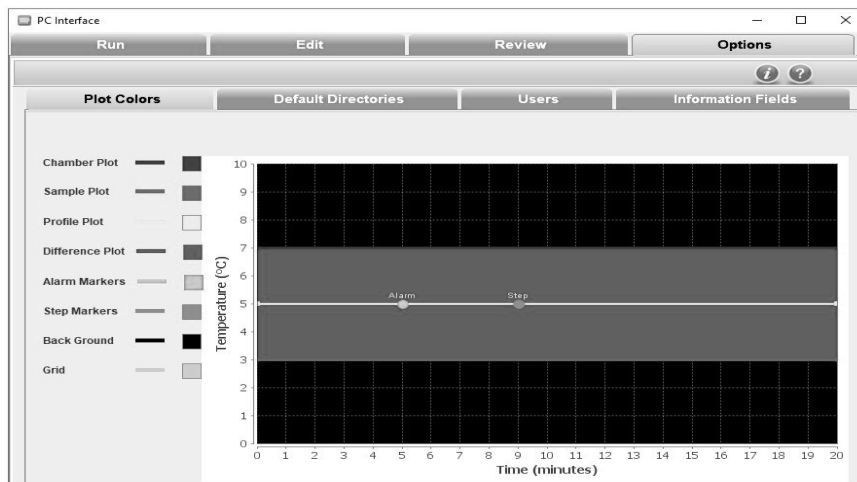 PC Interface
Run Edit Review Options
i ?
Plot Colors Default Directories Users Information Fields
Chamber Plot
Sample Plot
Profile Plot
Difference Plot
Alarm Markers
Step Markers
Back Ground
Grid
Temperature (°C)
10
9
8
7
6
5
4
3
2
1
0
Alarm Step
0 1 2 3 4 5 6 7 8 9 10 11 12 13 14 15 16 17 18 19 20
Time (minutes)